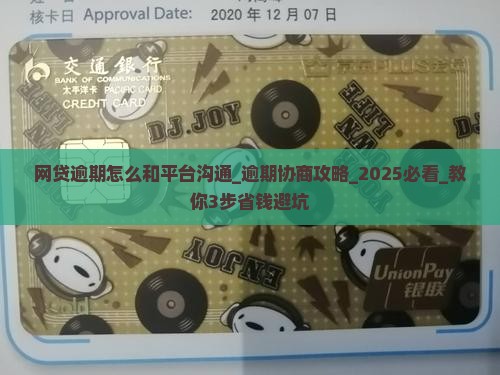 核卡日 Approval Date: 2020 年 12 月 07 日
交通銀行
BANK OF COMMUNICATIONS
太平洋卡 PACIFIC CARD
CREDIT CARD
DJ.JOY
LIFE
ENJOY
网贷逾期怎么和平台沟通_逾期协商攻略_2025必看_教
你3步省钱避坑
ENJOY
UnionPay
银联